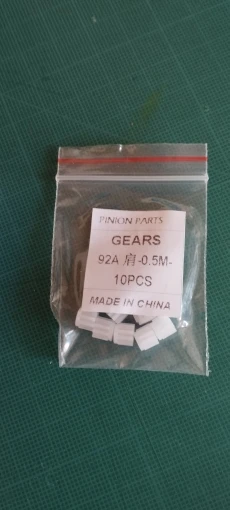 PINION PARTS
GEARS
92A 肩-0.5M-
10PCS
MADE IN CHINA